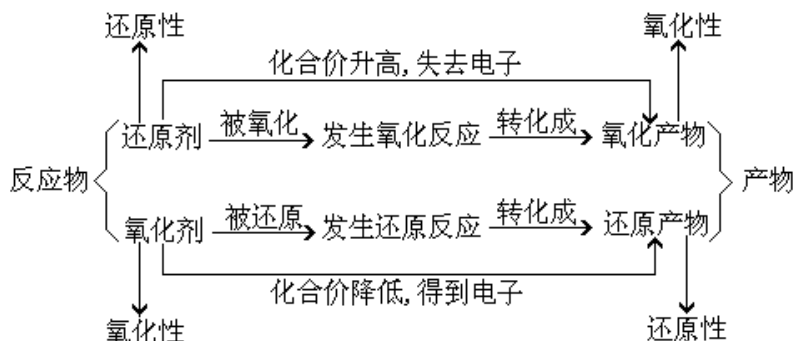 还原性 氧化性
化合价升高,失去电子
还原剂 被氧化 发生氧化反应 转化成 氧化产物
反应物 产物
氧化剂 被还原 发生还原反应 转化成 还原产物
化合价降低,得到电子
氧化性 还原性